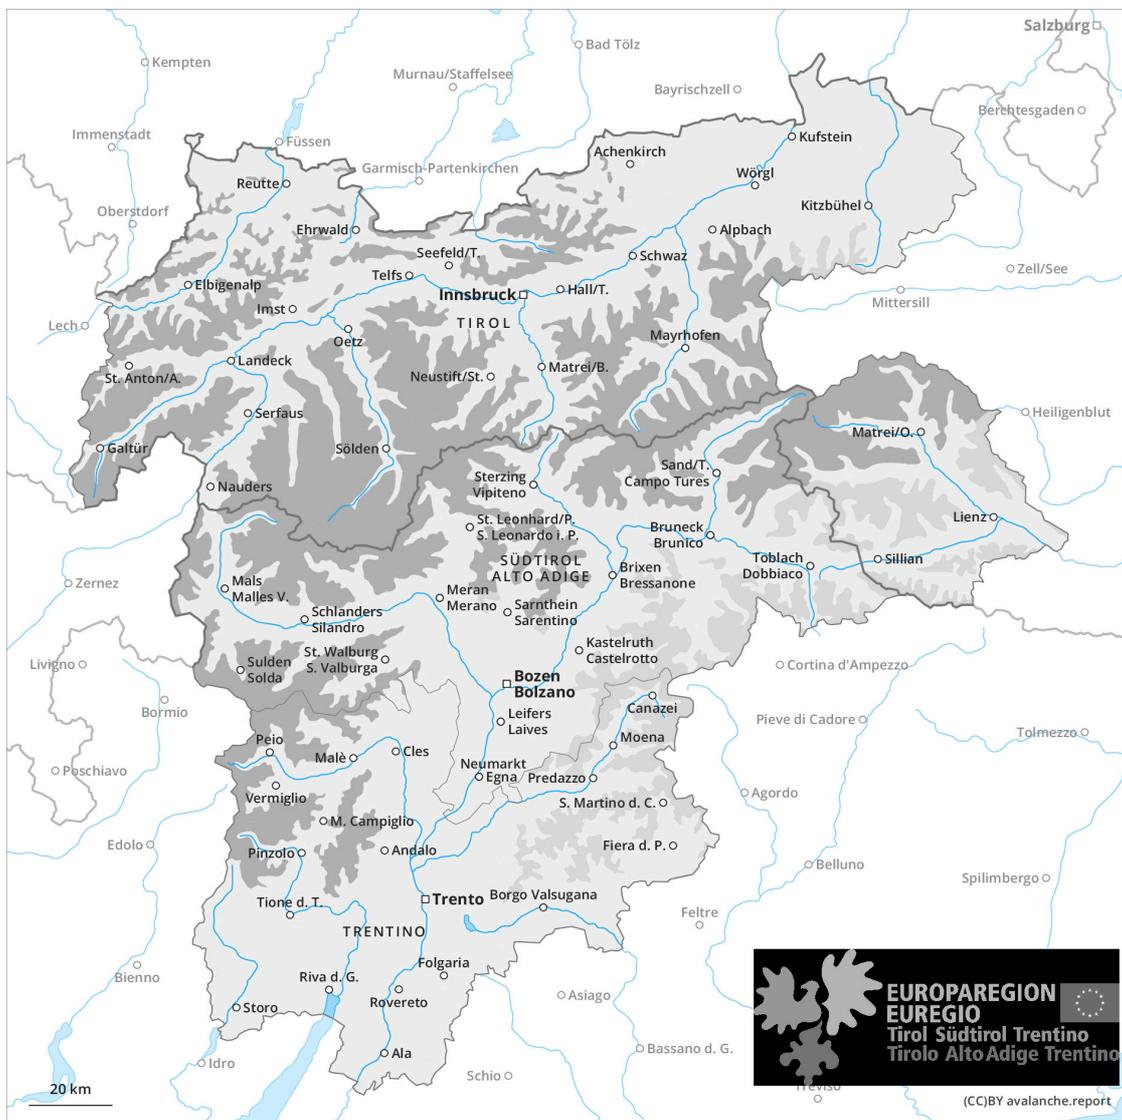 Salzburg
Bad Tölz
Kempten
Murnau/Staffelsee
Bayrischzell
Berchtesgaden
Immenstadt
Füssen
Kufstein
Achenkirch
Garmisch-Partenkirchen
Wörgl
Reutte
Oberstdorf
Kitzbühel
Ehrwald
Alpbach
Seefeld/T.
Schwaz
Telfs
Zell/See
Elbigenalp
Hall/T.
Innsbruck
Mittersill
Imst
Lech
TIROL
Oetz
Mayrhofen
Landeck
Matrei/B.
St. Anton/A.
Neustift/St.
Serfaus
Heiligenblut
Matrei/O.
Galtür
Sölden
Sand/T.
Campo Tures
Sterzing
Vipiteno
Nauders
Lienz
St. Leonhard/P.
S. Leonardo i. P.
Bruneck
Brunico
SÜDTIROL
ALTO ADIGE
Toblach
Dobbiaco
Sillian
Brixen
Bressanone
Zernez
Mals
Malles V.
Meran
Merano
Sarnthein
Sarentino
Schlanders
Silandro
Kastelruth
Castelrotto
St. Walburg
S. Valburga
Livigno
Sulden
Solda
Cortina d'Ampezzo
Bozen
Bolzano
Bormio
Canazei
Leifers
Laives
Pieve di Cadore
Tolmezzo
Peio
Moena
Malè
Cles
Poschiavo
Neumarkt
Egna
Predazzo
Vermiglio
Agordo
S. Martino d. C.
M. Campiglio
Edolo
Fiera d. P.
Pinzolo
Andalo
Belluno
Spilimbergo
Trento
Borgo Valsugana
Tione d. T.
Feltre
TRENTINO
Folgaria
Bienno
Riva d. G.
Rovereto
Asiago
Storo
EUROPAREGION
EUREGIO
Tirol Südtirol Trentino
Tirolo Alto Adige Trentino
Ala
Bassano d. G.
Idro
Schio
Treviso
20 km
(CC)BY avalanche.report